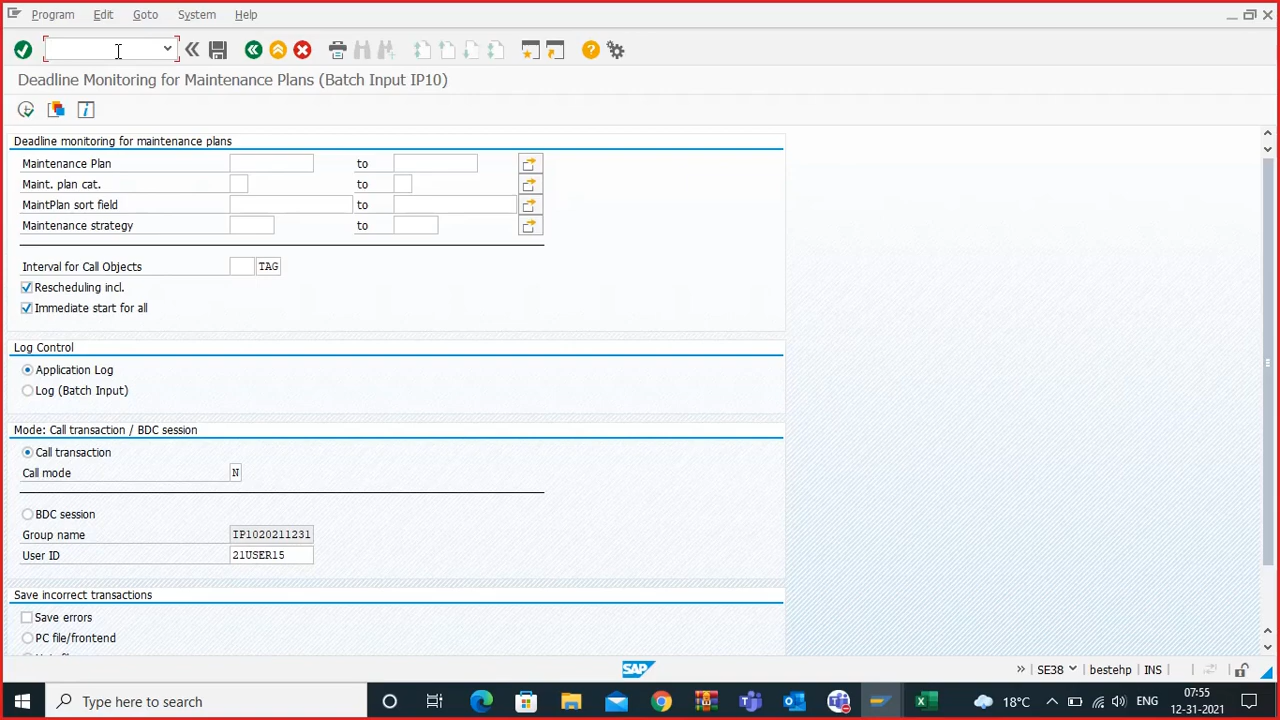 Program Edit Goto System Help
Deadline Monitoring for Maintenance Plans (Batch Input IP10)
Deadline monitoring for maintenance plans
Maintenance Plan to
Maint. plan cat. to
MaintPlan sort field to
Maintenance strategy to
Interval for Call Objects TAG
Rescheduling incl.
Immediate start for all
Log Control
Application Log
Log (Batch Input)
Mode: Call transaction / BDC session
Call transaction
Call mode N
BDC session
Group name IP1020211231
User ID 21USER15
Save incorrect transactions
Save errors
PC file/frontend
SAP SE38 bestehp INS
Type here to search 18°C ENG 07:55
12-31-2021